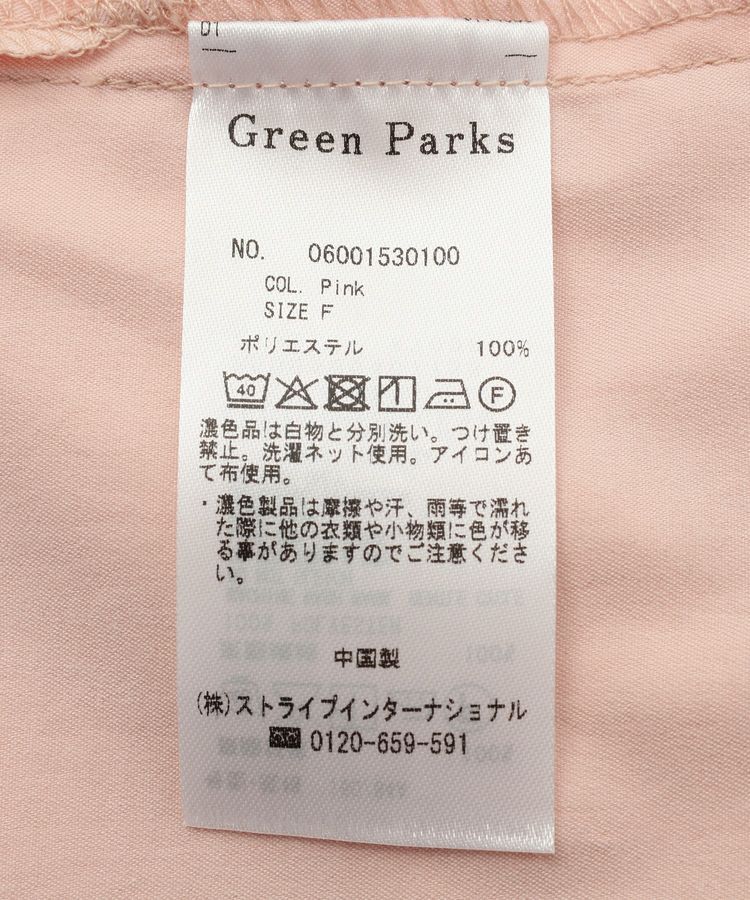 Green Parks
NO. 06001530100
COL. Pink
SIZE F
ポリエステル 100%
40 F
濃色品は白物と分別洗い。つけ置き
禁止。洗濯ネット使用。アイロンあ
て布使用。
・濃色製品は摩擦や汗、雨等で濡れ
た際に他の衣類や小物類に色が移
る事がありますのでご注意くださ
い。
中国製
(株)ストライプインターナショナル
0120-659-591